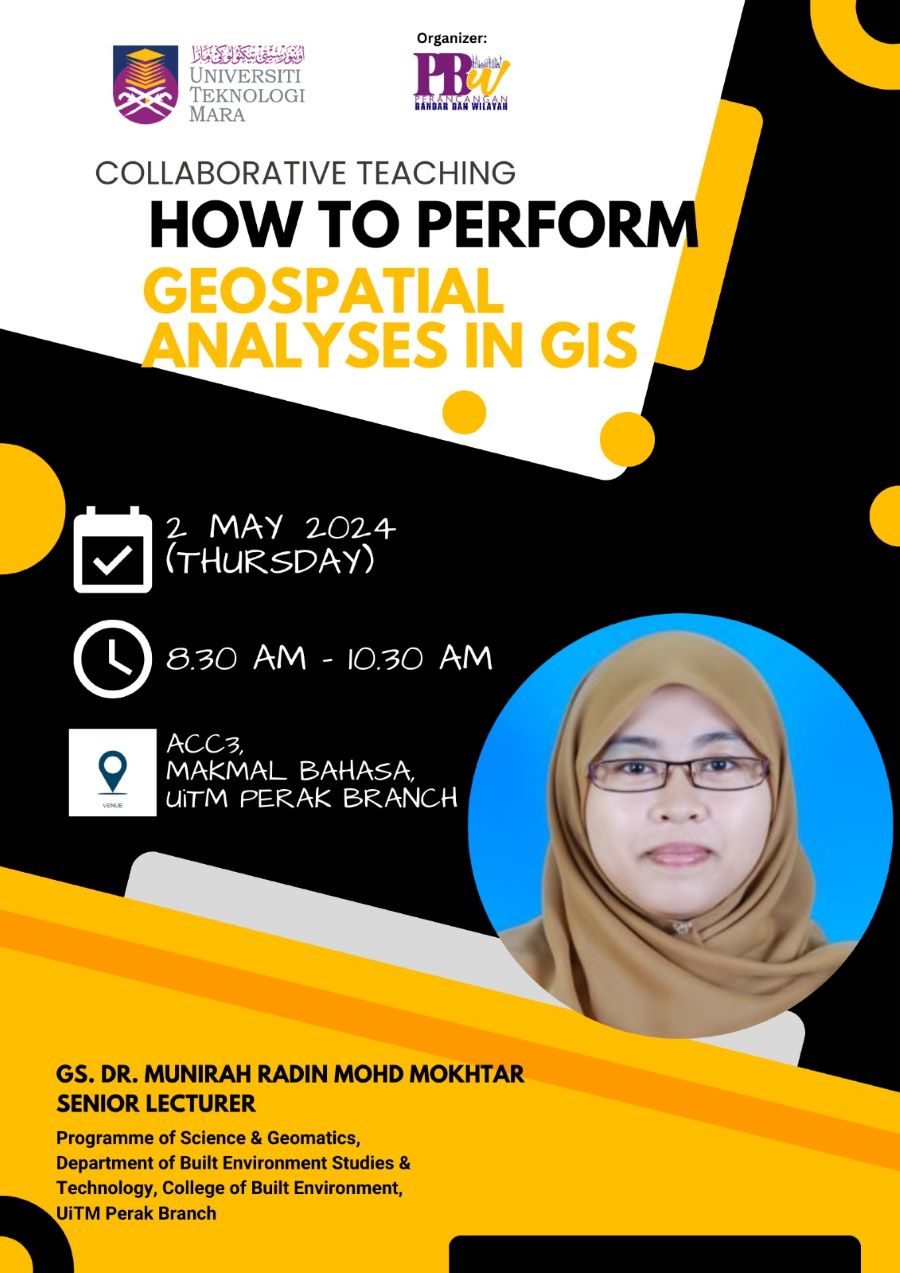 اونيۏرسيتي تيكنولوڬي مارا
UNIVERSITI
TEKNOLOGI
MARA
Organizer:
PBw
PERANCANGAN
BANDAR DAN WILAYAH
COLLABORATIVE TEACHING
HOW TO PERFORM
GEOSPATIAL
ANALYSES IN GIS
2 MAY 2024
(THURSDAY)
8.30 AM - 10.30 AM
ACC3,
MAKMAL BAHASA,
UiTM PERAK BRANCH
VENUE
GS. DR. MUNIRAH RADIN MOHD MOKHTAR
SENIOR LECTURER
Programme of Science & Geomatics,
Department of Built Environment Studies &
Technology, College of Built Environment,
UiTM Perak Branch